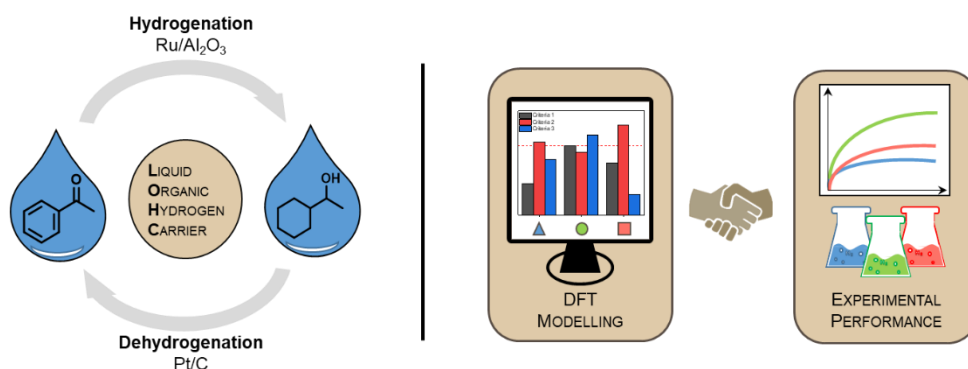 Hydrogenation
Ru/Al₂O₃
O
OH
LIQUID
ORGANIC
HYDROGEN
CARRIER
Dehydrogenation
Pt/C
Criteria 1
Criteria 2
Criteria 3
DFT
MODELLING
EXPERIMENTAL
PERFORMANCE